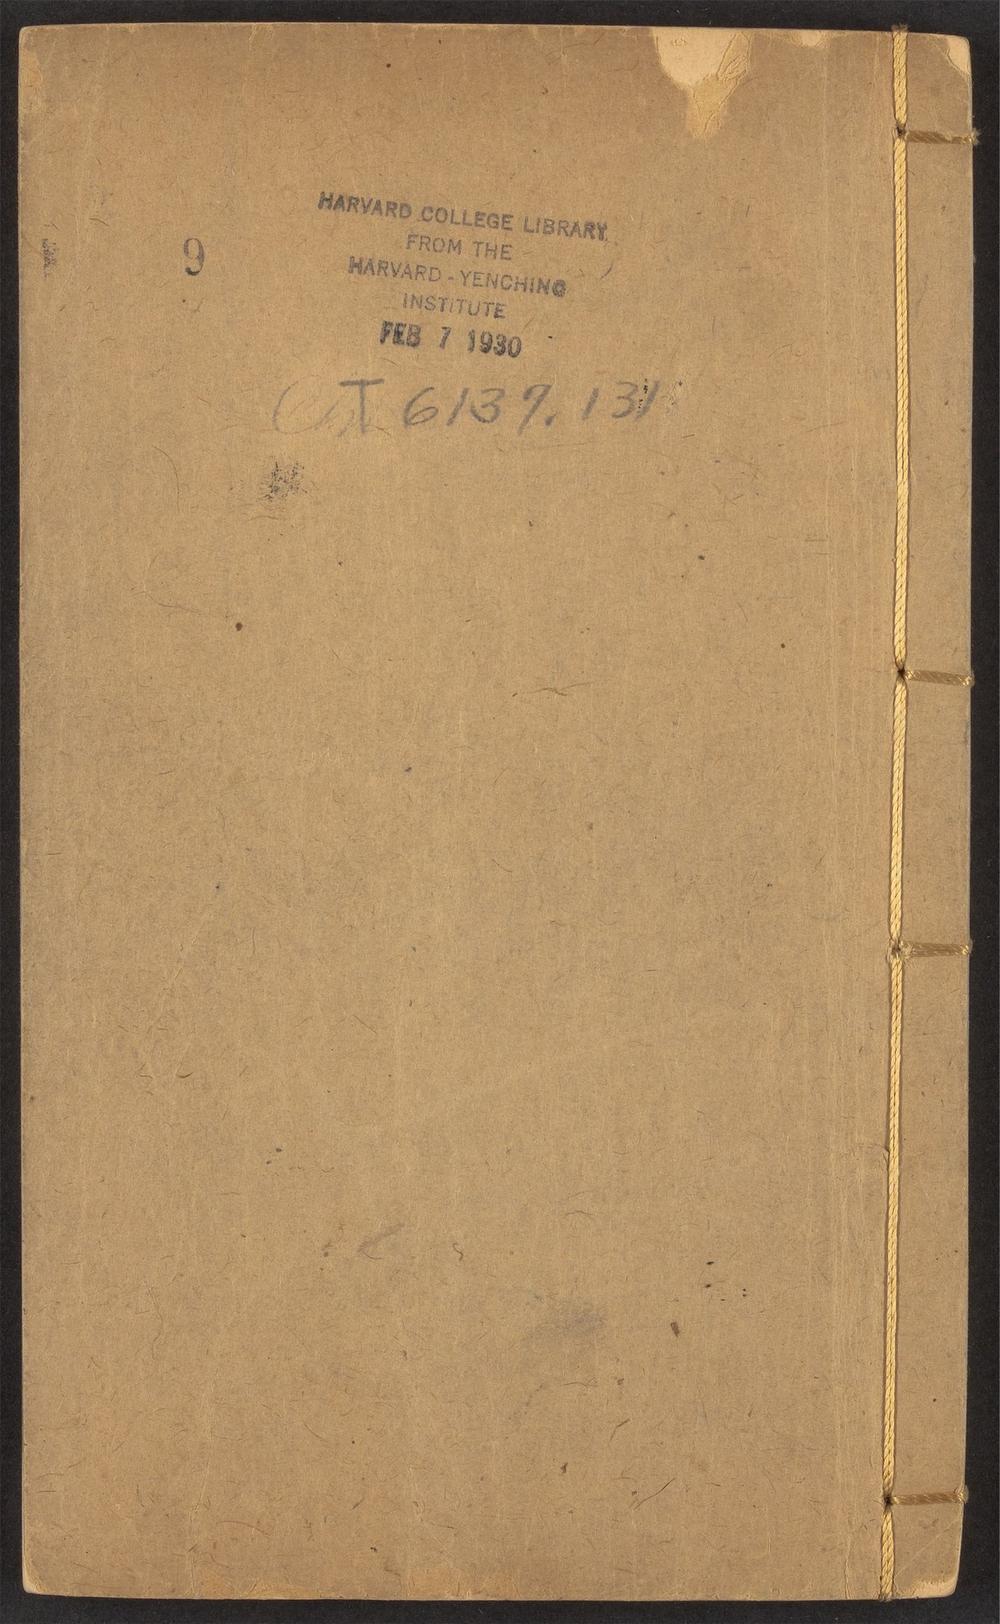 9
HARVARD COLLEGE LIBRARY
FROM THE
HARVARD-YENCHING
INSTITUTE
FEB 7 1930
6139.131